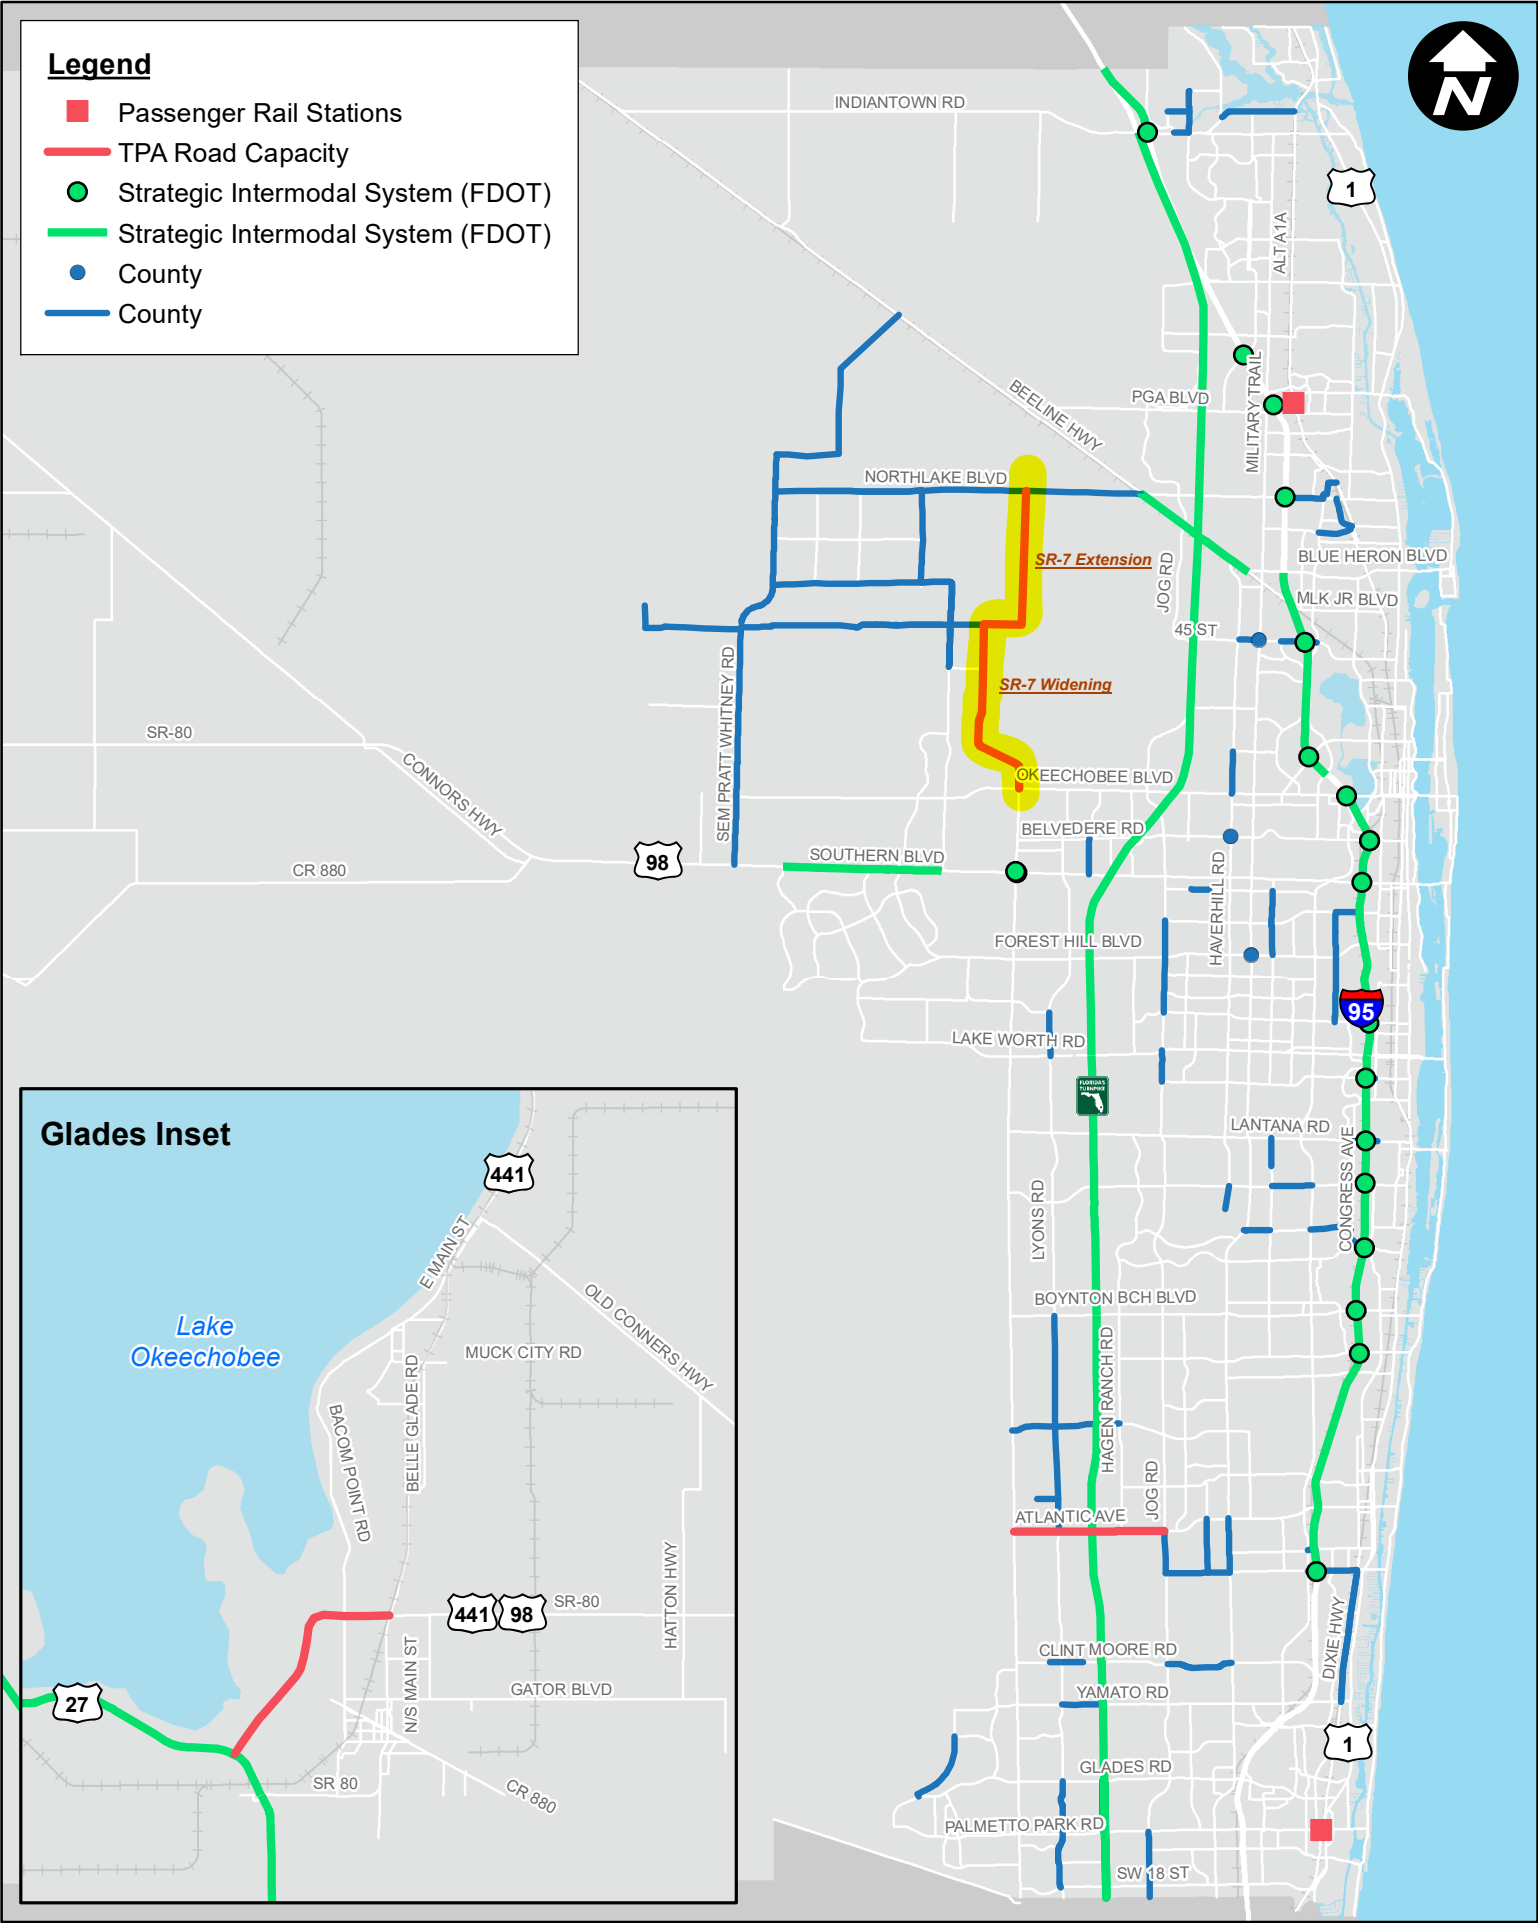 Legend
Passenger Rail Stations
TPA Road Capacity
Strategic Intermodal System (FDOT)
Strategic Intermodal System (FDOT)
County
County
N
INDIANTOWN RD
1
ALT A1A
BEELINE HWY
PGA BLVD
MILITARY TRAIL
NORTHLAKE BLVD
SR-7 Extension
BLUE HERON BLVD
JOG RD
MLK JR BLVD
45 ST
SR-7 Widening
SEM PRATT WHITNEY RD
SR-80
CONNORS HWY
OKEECHOBEE BLVD
BELVEDERE RD
SOUTHERN BLVD
98
CR 880
HAVERHILL RD
FOREST HILL BLVD
95
LAKE WORTH RD
FLORIDA'S
TURNPIKE
LANTANA RD
CONGRESS AVE
LYONS RD
BOYNTON BCH BLVD
HAGEN RANCH RD
JOG RD
ATLANTIC AVE
DIXIE HWY
CLINT MOORE RD
YAMATO RD
1
GLADES RD
PALMETTO PARK RD
SW 18 ST
Glades Inset
441
E MAIN ST
OLD CONNERS HWY
Lake
Okeechobee
MUCK CITY RD
BELLE GLADE RD
BACOM POINT RD
HATTON HWY
441
98
SR-80
N/S MAIN ST
GATOR BLVD
27
SR 80
CR 880